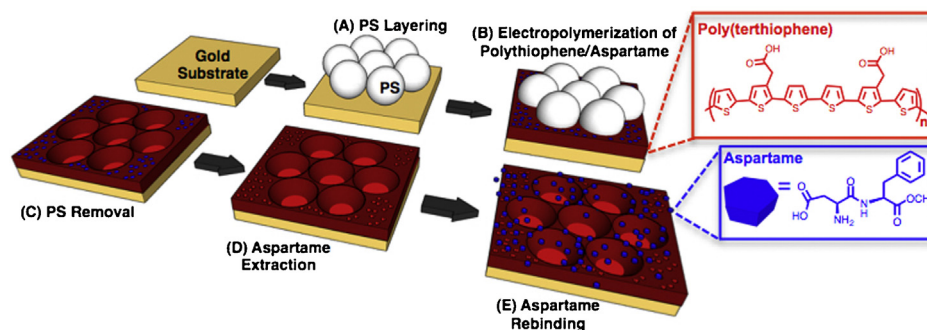 Gold
Substrate
(A) PS Layering
PS
(B) Electropolymerization of
Polythiophene/Aspartame
Poly(terthiophene)
OH
O
OH
O
S
S
S
S
S
S
n
(C) PS Removal
(D) Aspartame
Extraction
(E) Aspartame
Rebinding
Aspartame
=
O
HO
NH2
O
N
H
O
OCH